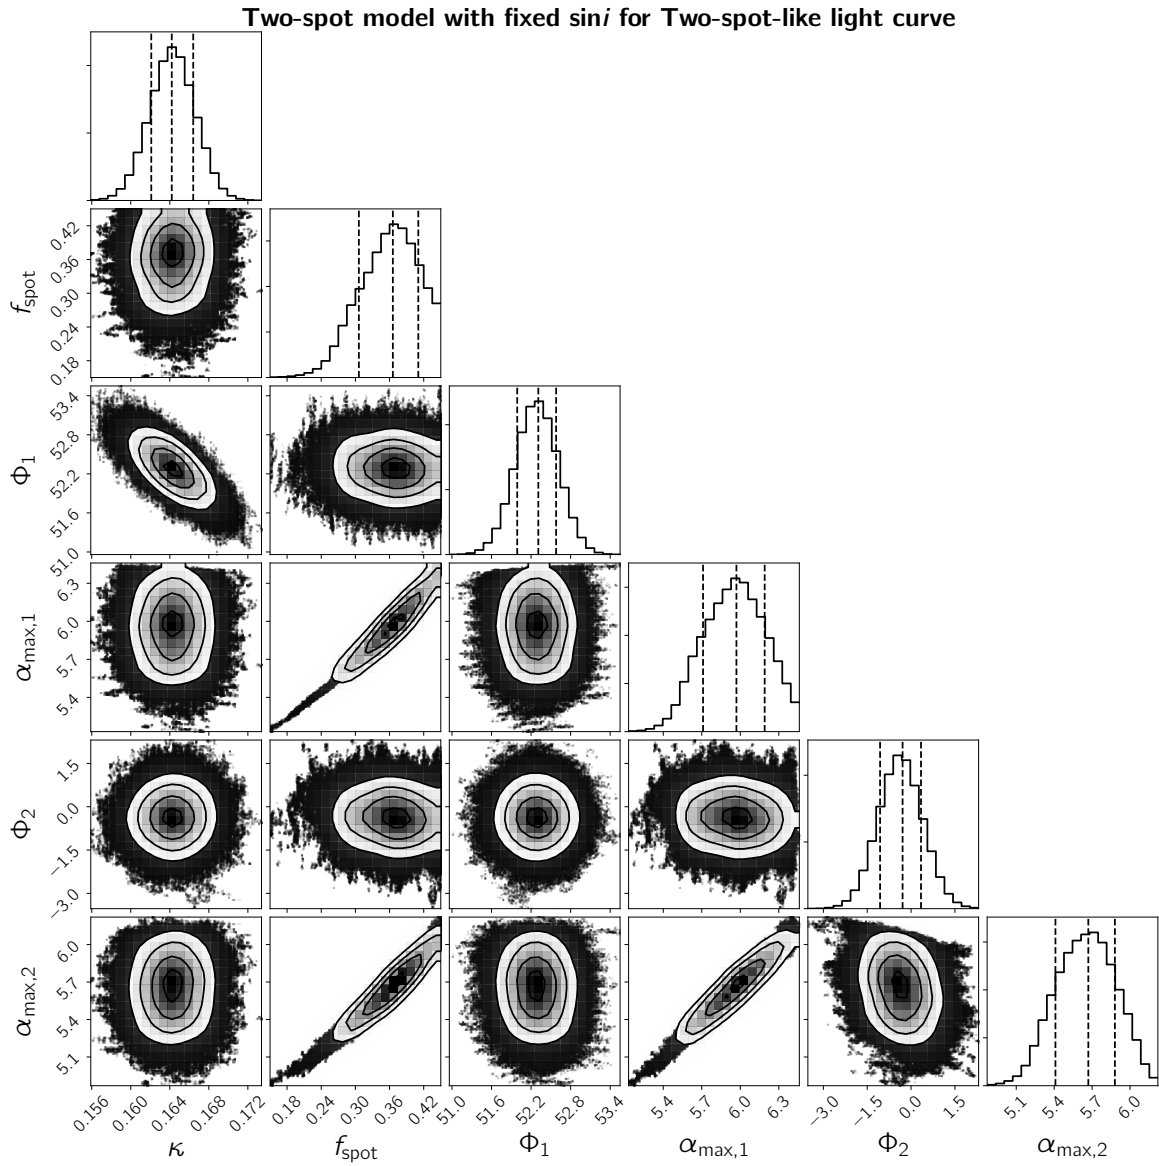 Two-spot model with fixed sini for Two-spot-like light curve
f_spot
0.42
0.36
0.30
0.24
0.18
Φ_1
53.4
52.8
52.2
51.6
51.0
α_max,1
6.3
6.0
5.7
5.4
51.0
Φ_2
1.5
0.0
−1.5
−3.0
α_max,2
6.0
5.7
5.4
5.1
0.156 0.160 0.164 0.168 0.172 0.18 0.24 0.30 0.36 0.42 51.0 51.6 52.2 52.8 53.4 5.4 5.7 6.0 6.3 −3.0 −1.5 0.0 1.5 5.1 5.4 5.7 6.0
κ f_spot Φ_1 α_max,1 Φ_2 α_max,2